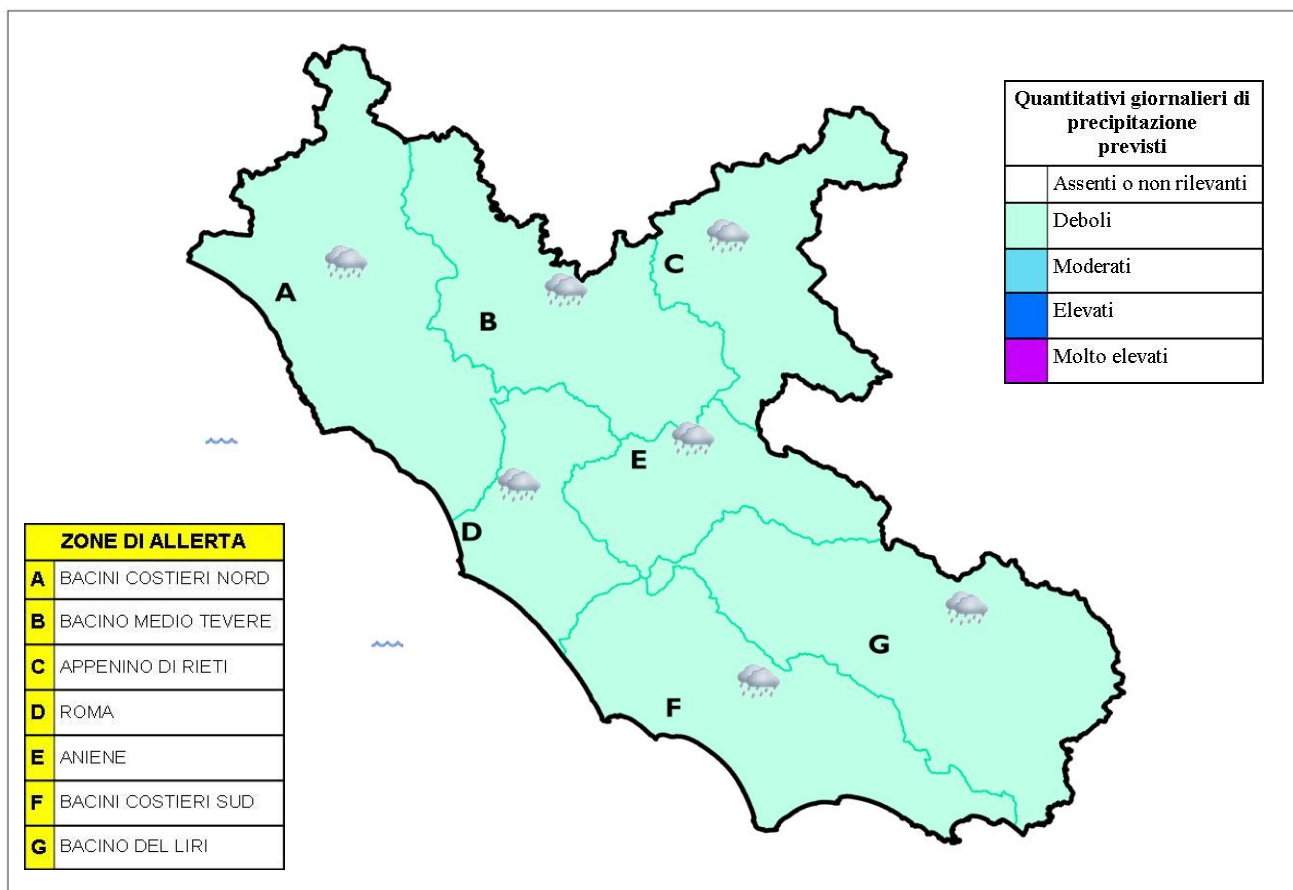 Quantitativi giornalieri di
precipitazione
previsti
Assenti o non rilevanti
Deboli
Moderati
Elevati
Molto elevati
A
B
C
E
D
G
F
ZONE DI ALLERTA
A BACINI COSTIERI NORD
B BACINO MEDIO TEVERE
C APPENINO DI RIETI
D ROMA
E ANIENE
F BACINI COSTIERI SUD
G BACINO DEL LIRI